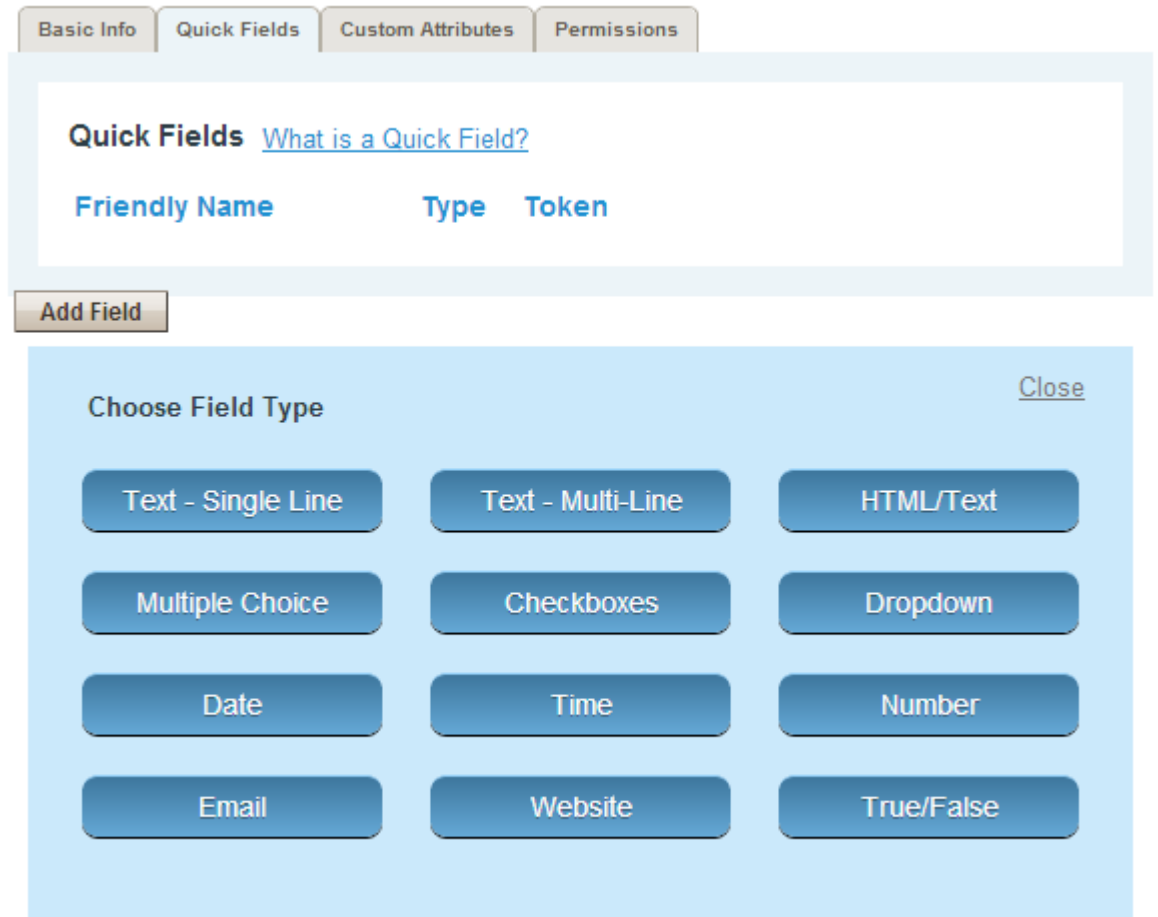 Basic Info Quick Fields Custom Attributes Permissions
Quick Fields What is a Quick Field?
Friendly Name Type Token
Add Field
Close
Choose Field Type
Text - Single Line Text - Multi-Line HTML/Text
Multiple Choice Checkboxes Dropdown
Date Time Number
Email Website True/False